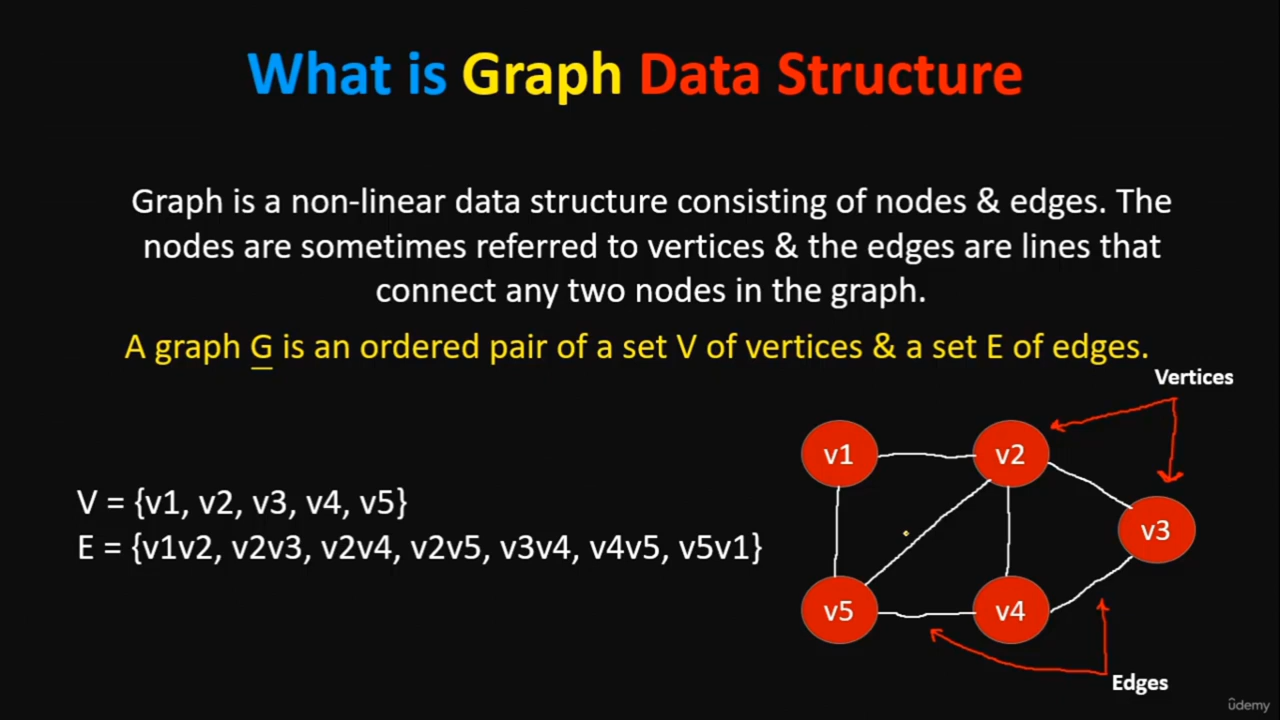 What is Graph Data Structure
Graph is a non-linear data structure consisting of nodes & edges. The
nodes are sometimes referred to vertices & the edges are lines that
connect any two nodes in the graph.
A graph G is an ordered pair of a set V of vertices & a set E of edges.
Vertices
v1
v2
V = {v1, v2, v3, v4, v5}
v3
E = {v1v2, v2v3, v2v4, v2v5, v3v4, v4v5, v5v1}
v5
v4
Edges
ûdemy